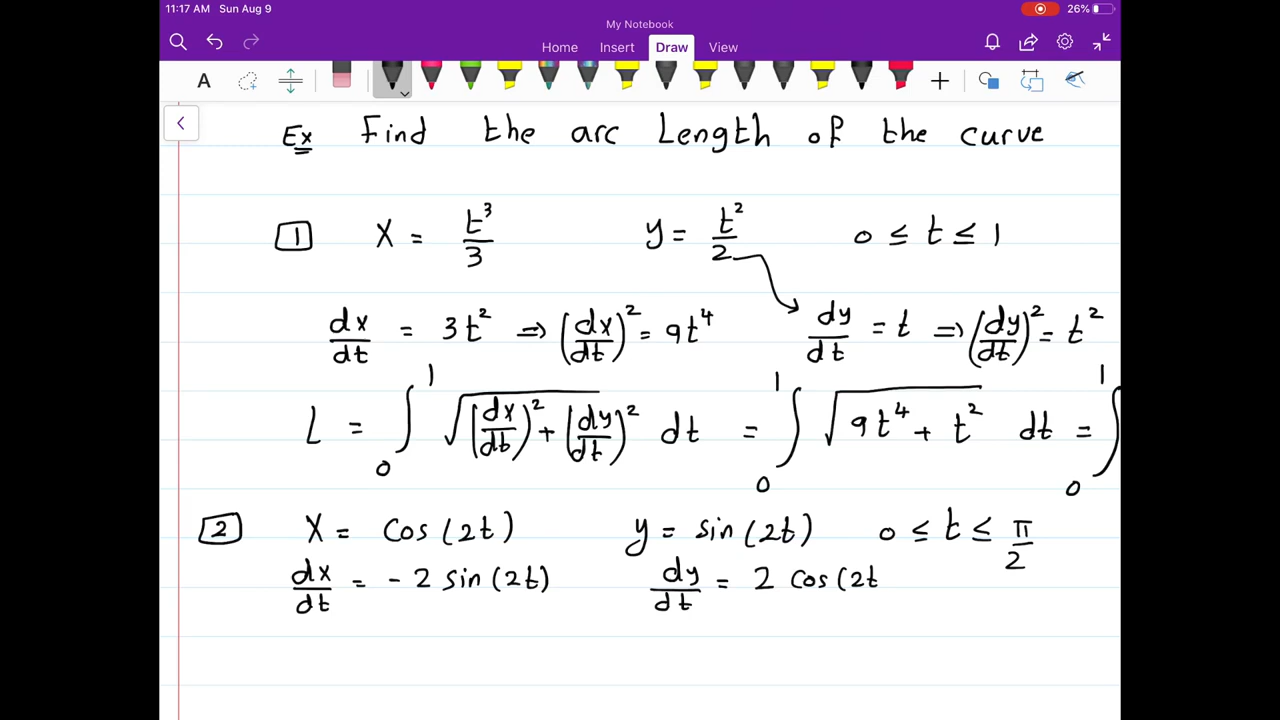 11:17 AM Sun Aug 9 26%
My Notebook
Home Insert Draw View
A
Ex Find the arc Length of the curve
1 X = t³/3 y = t²/2 0 ≤ t ≤ 1
dx/dt = 3t² ⇒ (dx/dt)² = 9t⁴ dy/dt = t ⇒ (dy/dt)² = t²
L = ∫₀¹ √((dx/dt)² + (dy/dt)²) dt = ∫₀¹ √(9t⁴ + t²) dt = ∫₀¹
2 X = Cos(2t) y = sin(2t) 0 ≤ t ≤ π/2
dx/dt = -2 sin(2t) dy/dt = 2 cos(2t